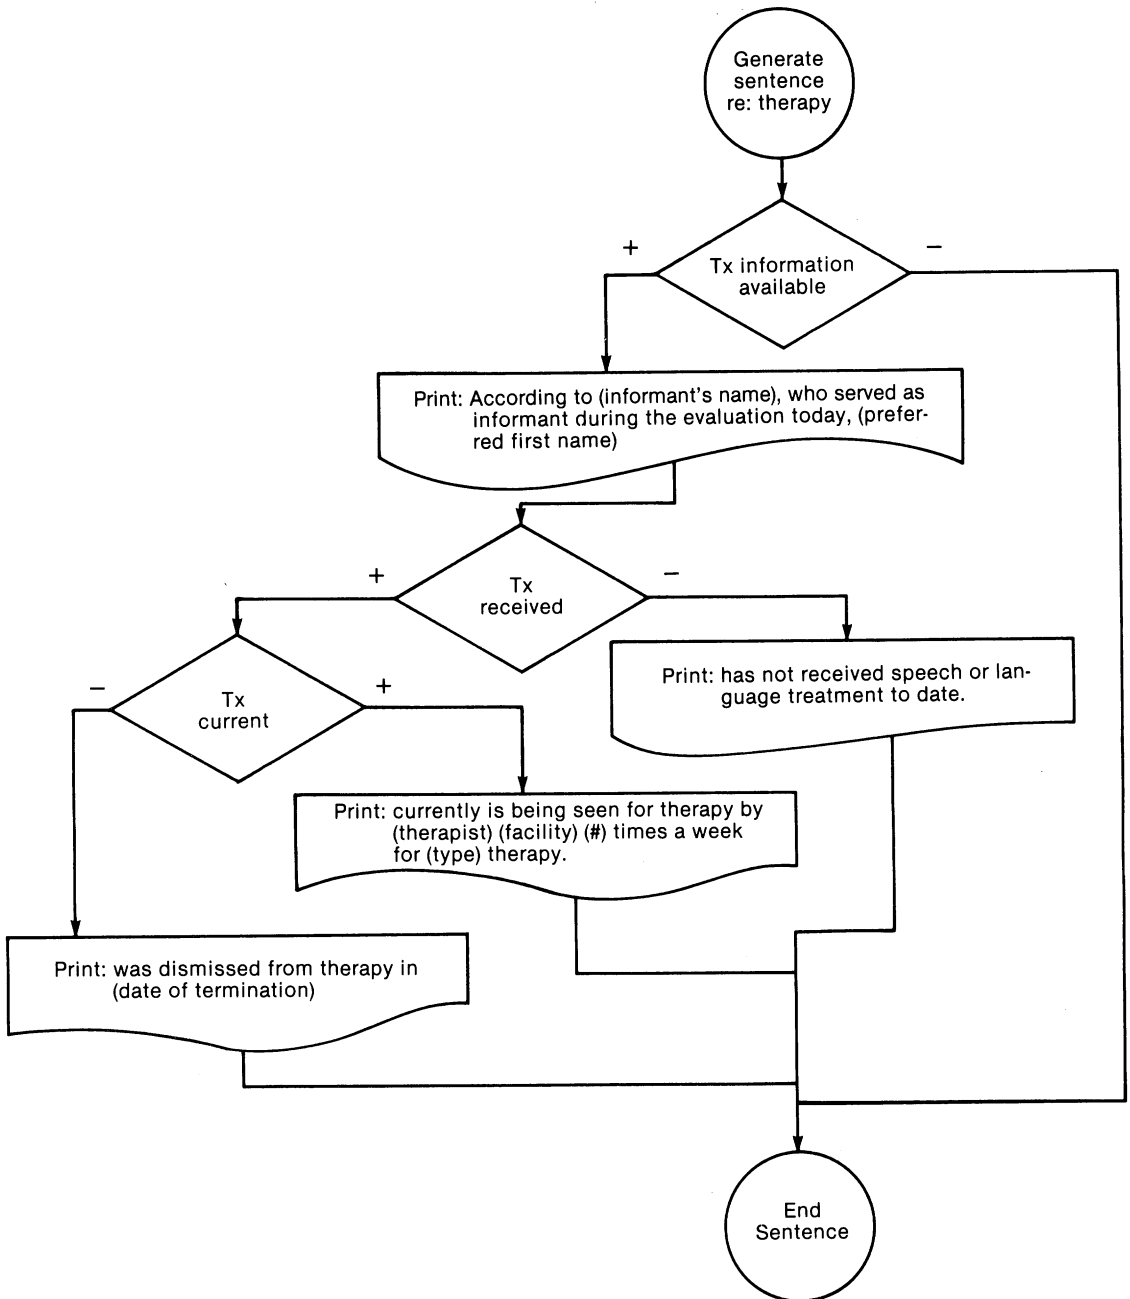 Generate
sentence
re: therapy
+
−
Tx information
available
Print: According to (informant's name), who served as
informant during the evaluation today, (prefer-
red first name)
+
−
Tx
received
−
+
Tx
current
Print: has not received speech or lan-
guage treatment to date.
Print: currently is being seen for therapy by
(therapist) (facility) (#) times a week
for (type) therapy.
Print: was dismissed from therapy in
(date of termination)
End
Sentence